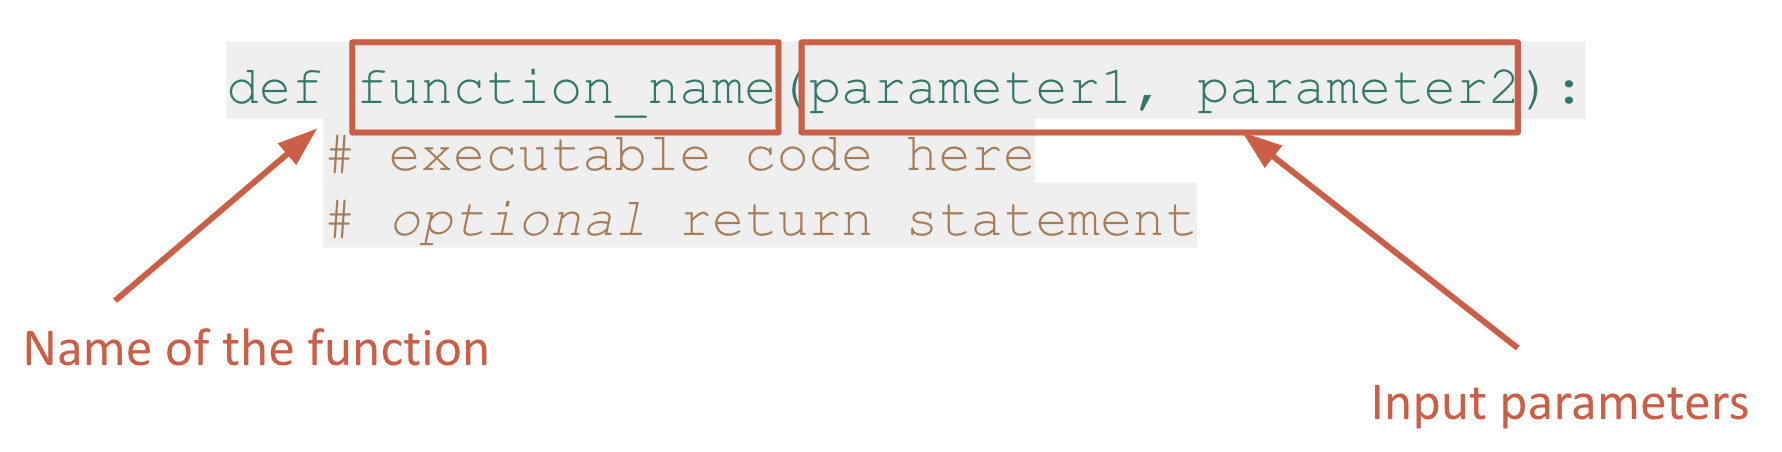 def function_name(parameter1, parameter2):
# executable code here
# optional return statement
Name of the function
Input parameters